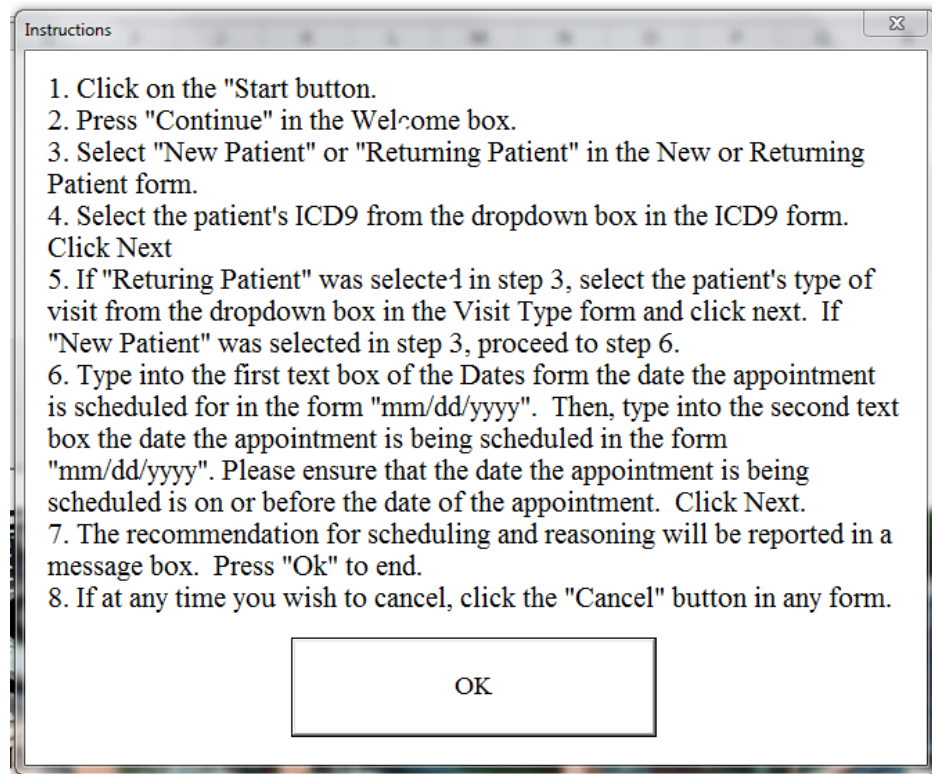 Instructions
1. Click on the "Start button.
2. Press "Continue" in the Welcome box.
3. Select "New Patient" or "Returning Patient" in the New or Returning
Patient form.
4. Select the patient's ICD9 from the dropdown box in the ICD9 form.
Click Next
5. If "Returing Patient" was selected in step 3, select the patient's type of
visit from the dropdown box in the Visit Type form and click next.  If
"New Patient" was selected in step 3, proceed to step 6.
6. Type into the first text box of the Dates form the date the appointment
is scheduled for in the form "mm/dd/yyyy".  Then, type into the second text
box the date the appointment is being scheduled in the form
"mm/dd/yyyy". Please ensure that the date the appointment is being
scheduled is on or before the date of the appointment.  Click Next.
7. The recommendation for scheduling and reasoning will be reported in a
message box.  Press "Ok" to end.
8. If at any time you wish to cancel, click the "Cancel" button in any form.
OK